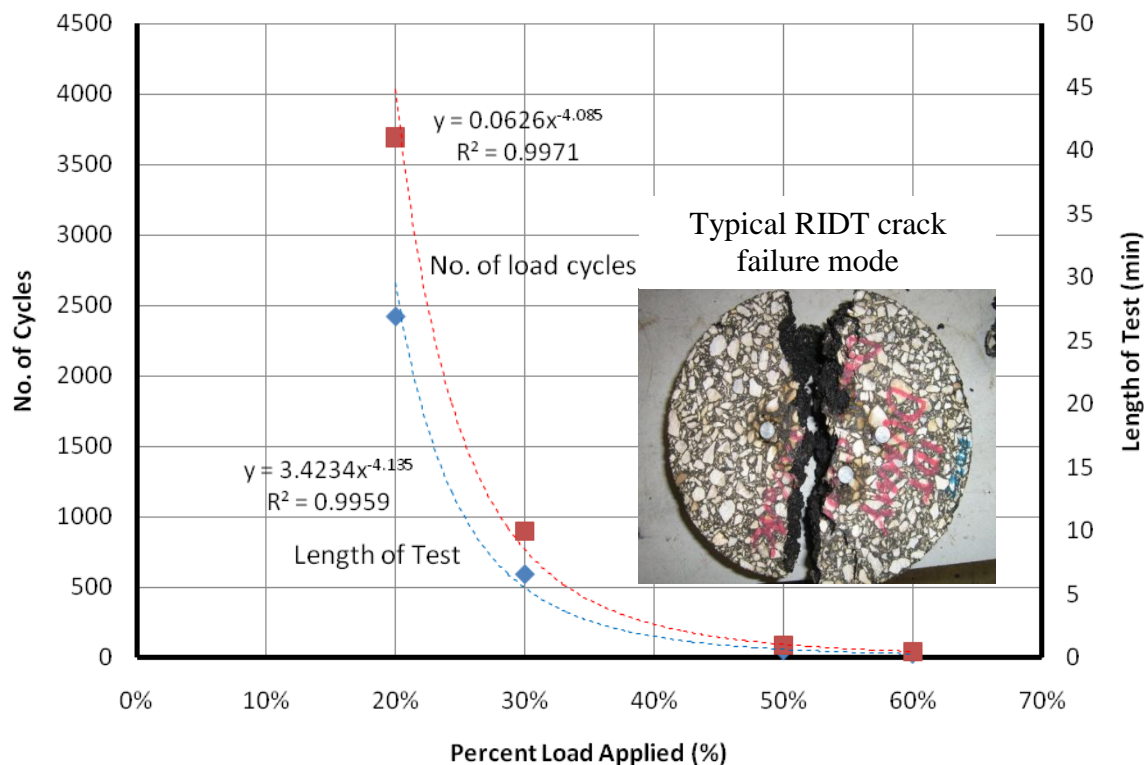 4500
4000
3500
3000
2500
2000
1500
1000
500
0
No. of Cycles
50
45
40
35
30
25
20
15
10
5
0
Length of Test (min)
0%
10%
20%
30%
40%
50%
60%
70%
Percent Load Applied (%)
y = 0.0626x^-4.085
R² = 0.9971
No. of load cycles
y = 3.4234x^-4.135
R² = 0.9959
Length of Test
Typical RIDT crack
failure mode